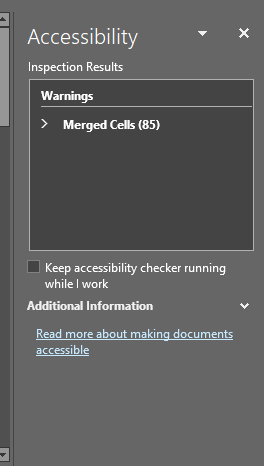 Accessibility
Inspection Results
Warnings
Merged Cells (85)
Keep accessibility checker running
while I work
Additional Information
Read more about making documents
accessible